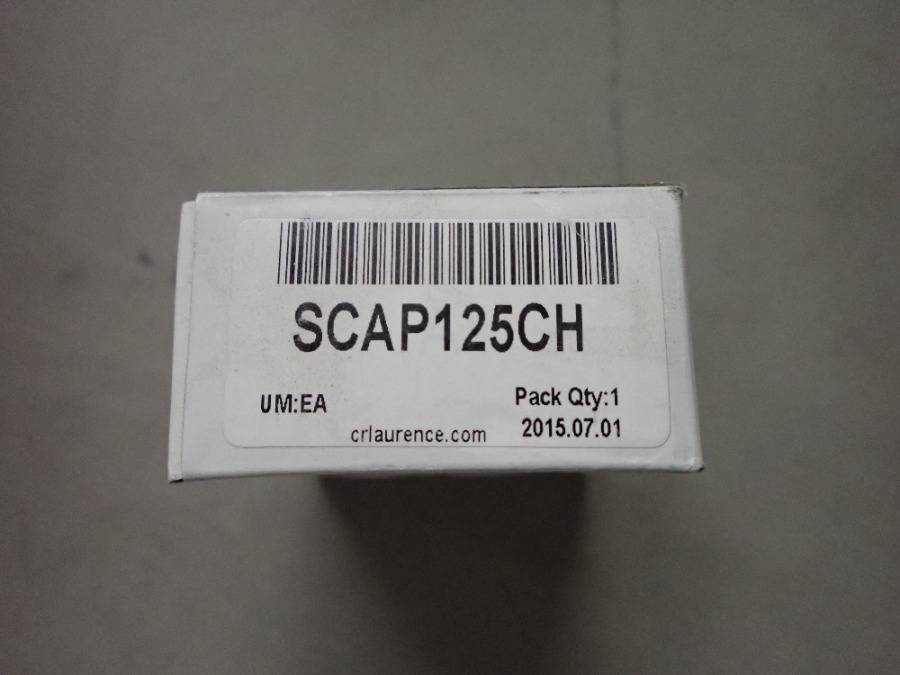 SCAP125CH
UM:EA
Pack Qty:1
crlaurence.com
2015.07.01